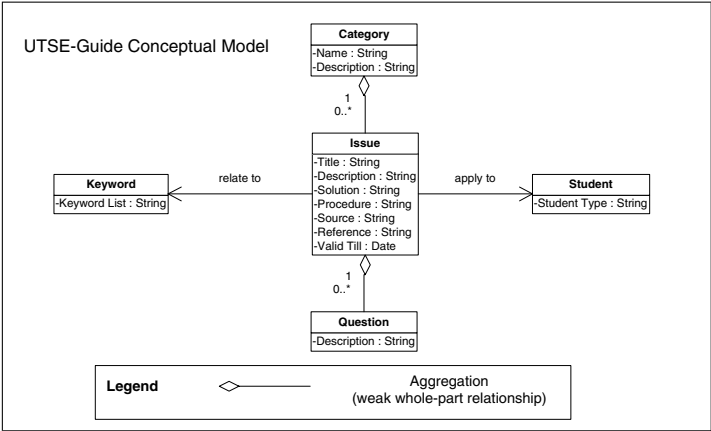 UTSE-Guide Conceptual Model
Category
-Name : String
-Description : String
1
0..*
Issue
-Title : String
-Description : String
-Solution : String
-Procedure : String
-Source : String
-Reference : String
-Valid Till : Date
relate to
Keyword
-Keyword List : String
apply to
Student
-Student Type : String
1
0..*
Question
-Description : String
Legend
Aggregation
(weak whole-part relationship)